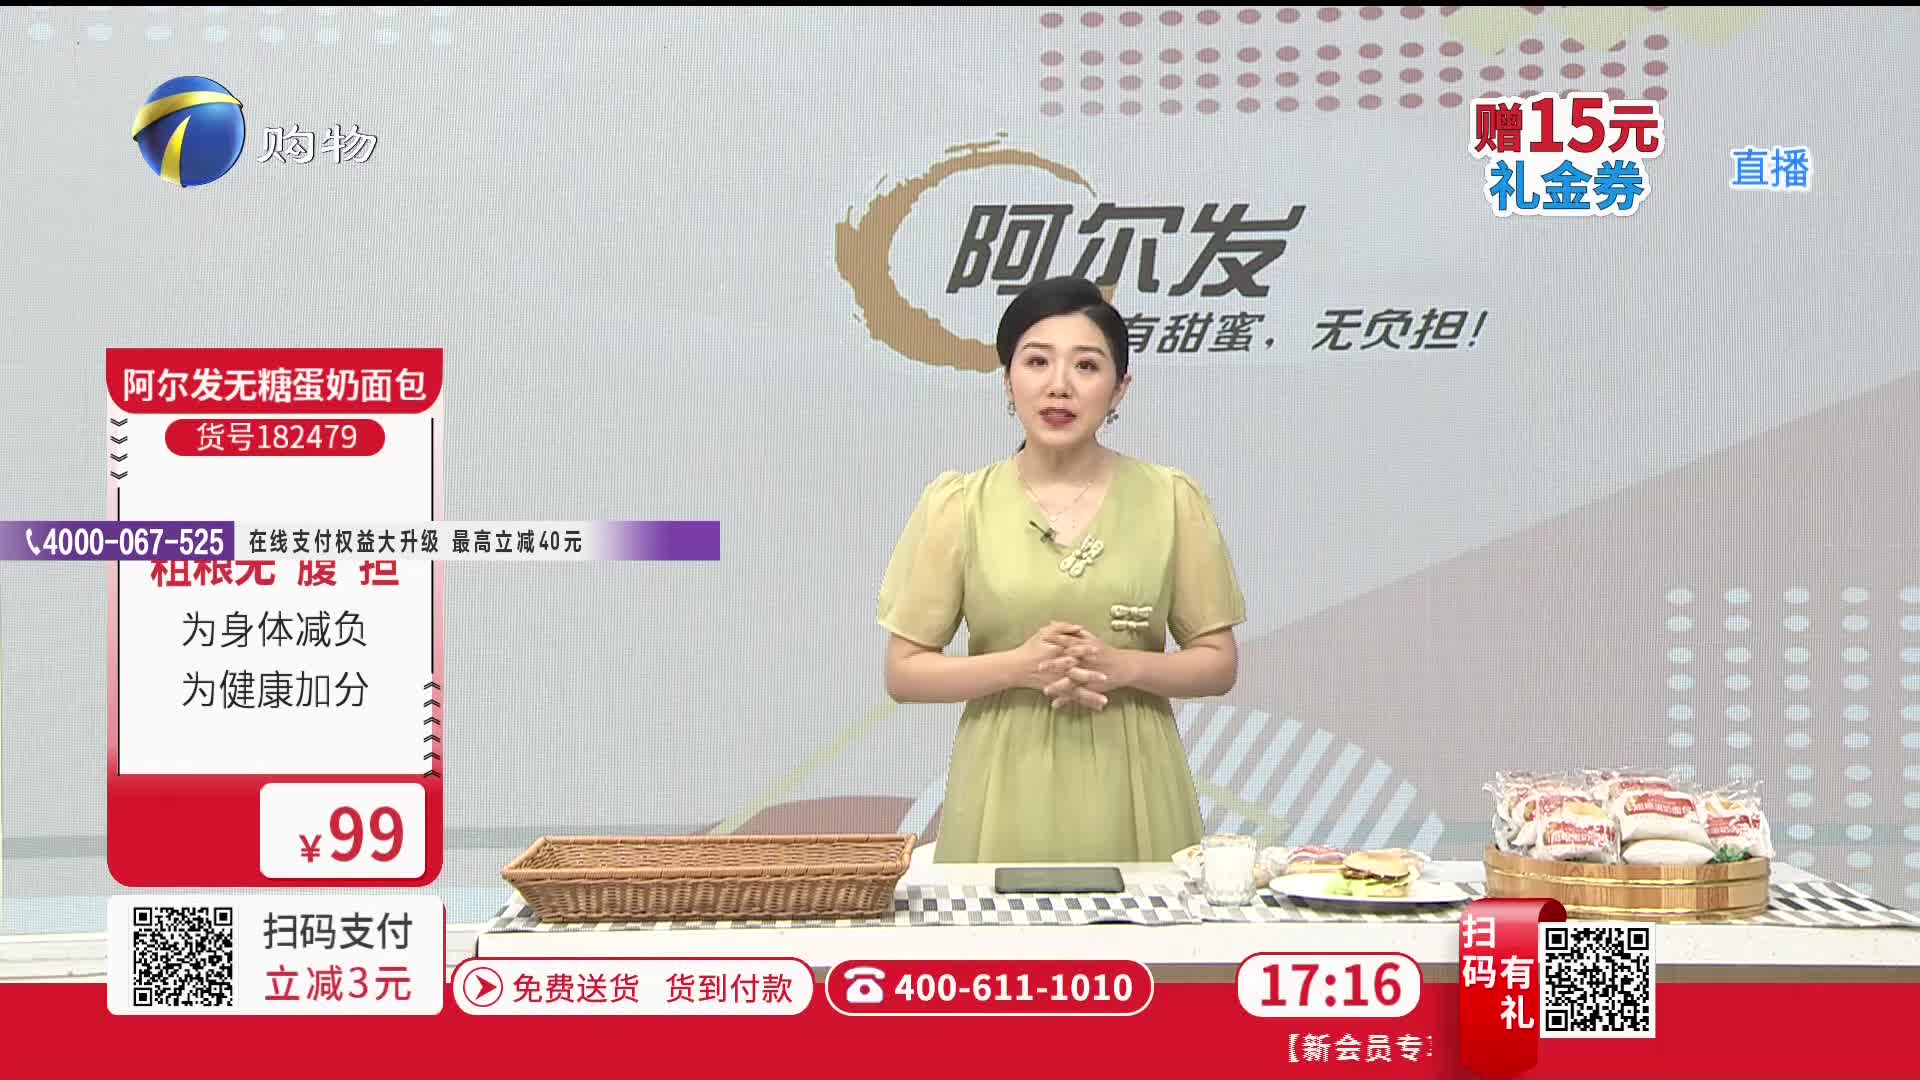 购物
赠15元
礼金券
直播
阿尔发
有甜蜜，无负担！
阿尔发无糖蛋奶面包
货号182479
4000-067-525
在线支付权益大升级 最高立减40元
粗粮无“腹”担
为身体减负
为健康加分
¥99
扫码支付
立减3元
免费送货 货到付款
400-611-1010
17:16
扫码
有礼
【新会员专